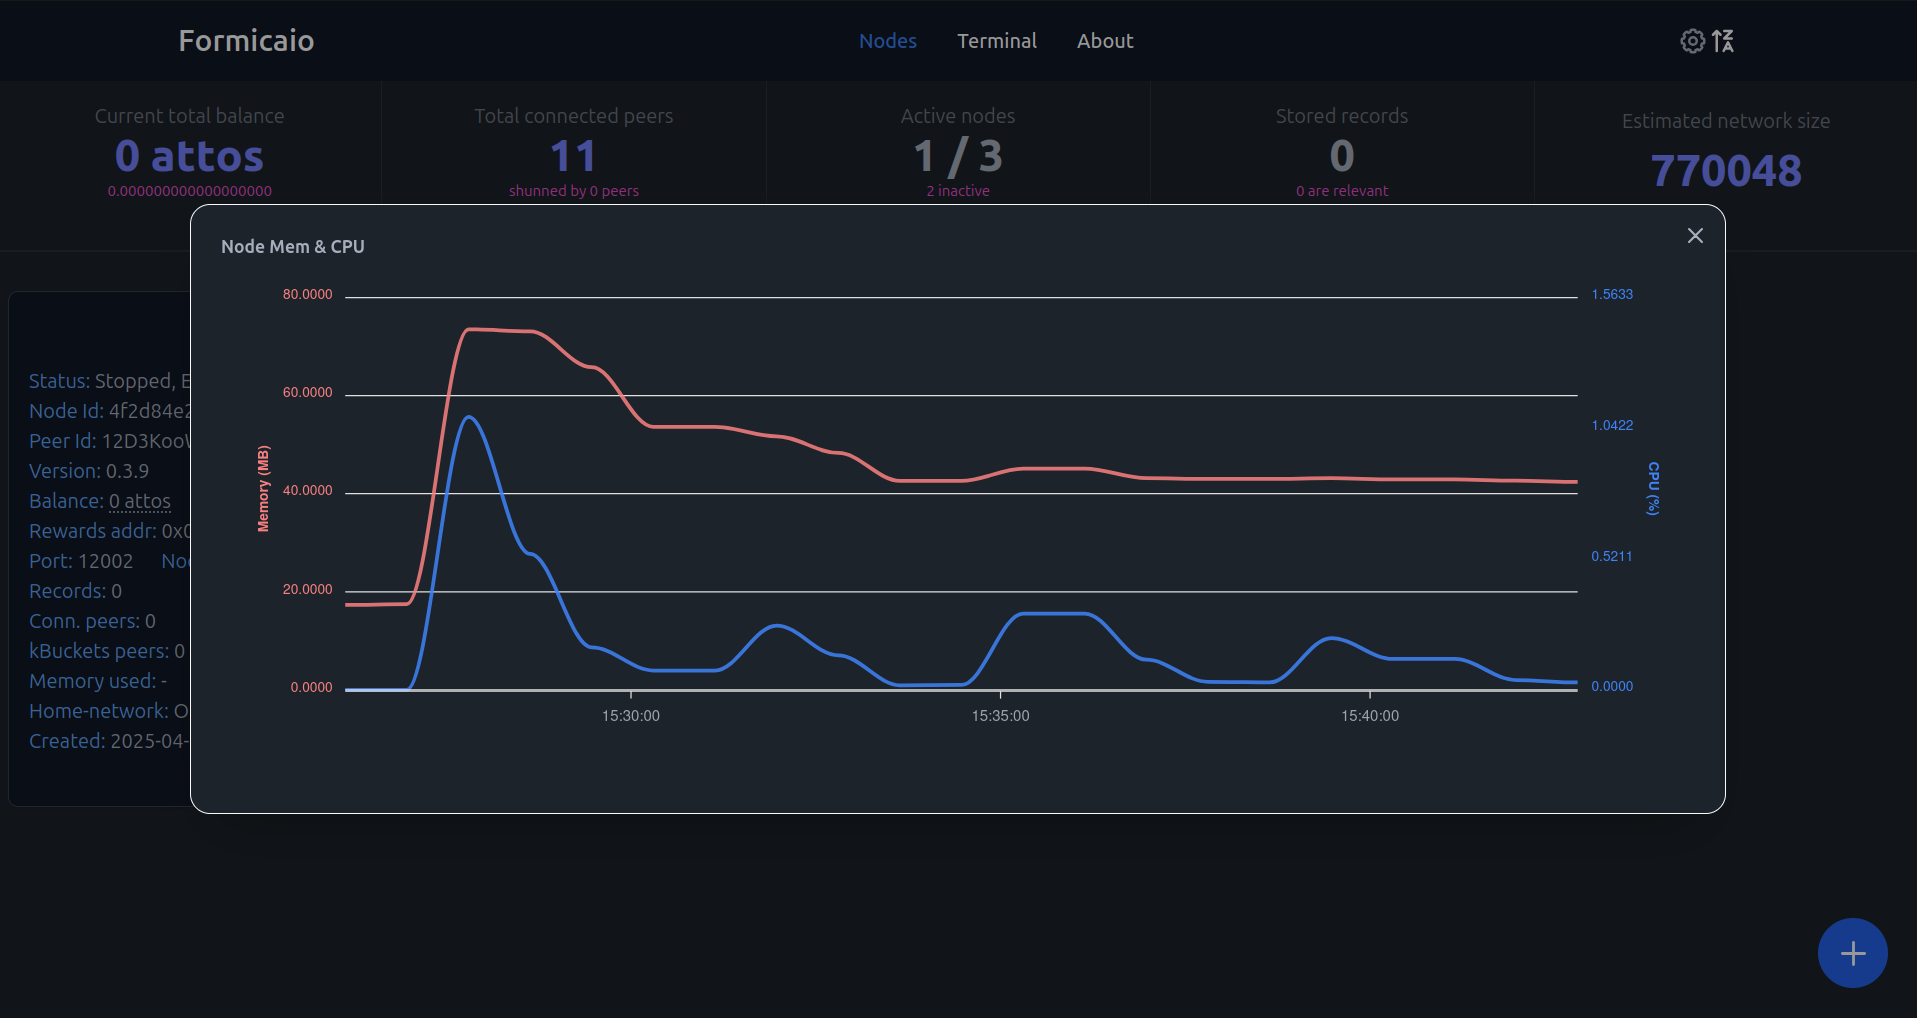 Formicaio
Nodes
Terminal
About
Current total balance
0 attos
0.000000000000000000
Total connected peers
11
shunned by 0 peers
Active nodes
1 / 3
2 inactive
Stored records
0
0 are relevant
Estimated network size
770048
Node Mem & CPU
80.0000
60.0000
40.0000
20.0000
0.0000
Memory (MB)
1.5633
1.0422
0.5211
0.0000
CPU (%)
15:30:00
15:35:00
15:40:00
Status: Stopped, E
Node Id: 4f2d84e2
Peer Id: 12D3Koo
Version: 0.3.9
Balance: 0 attos
Rewards addr: 0x
Port: 12002
Records: 0
Conn. peers: 0
kBuckets peers: 0
Memory used: -
Home-network: O
Created: 2025-04-